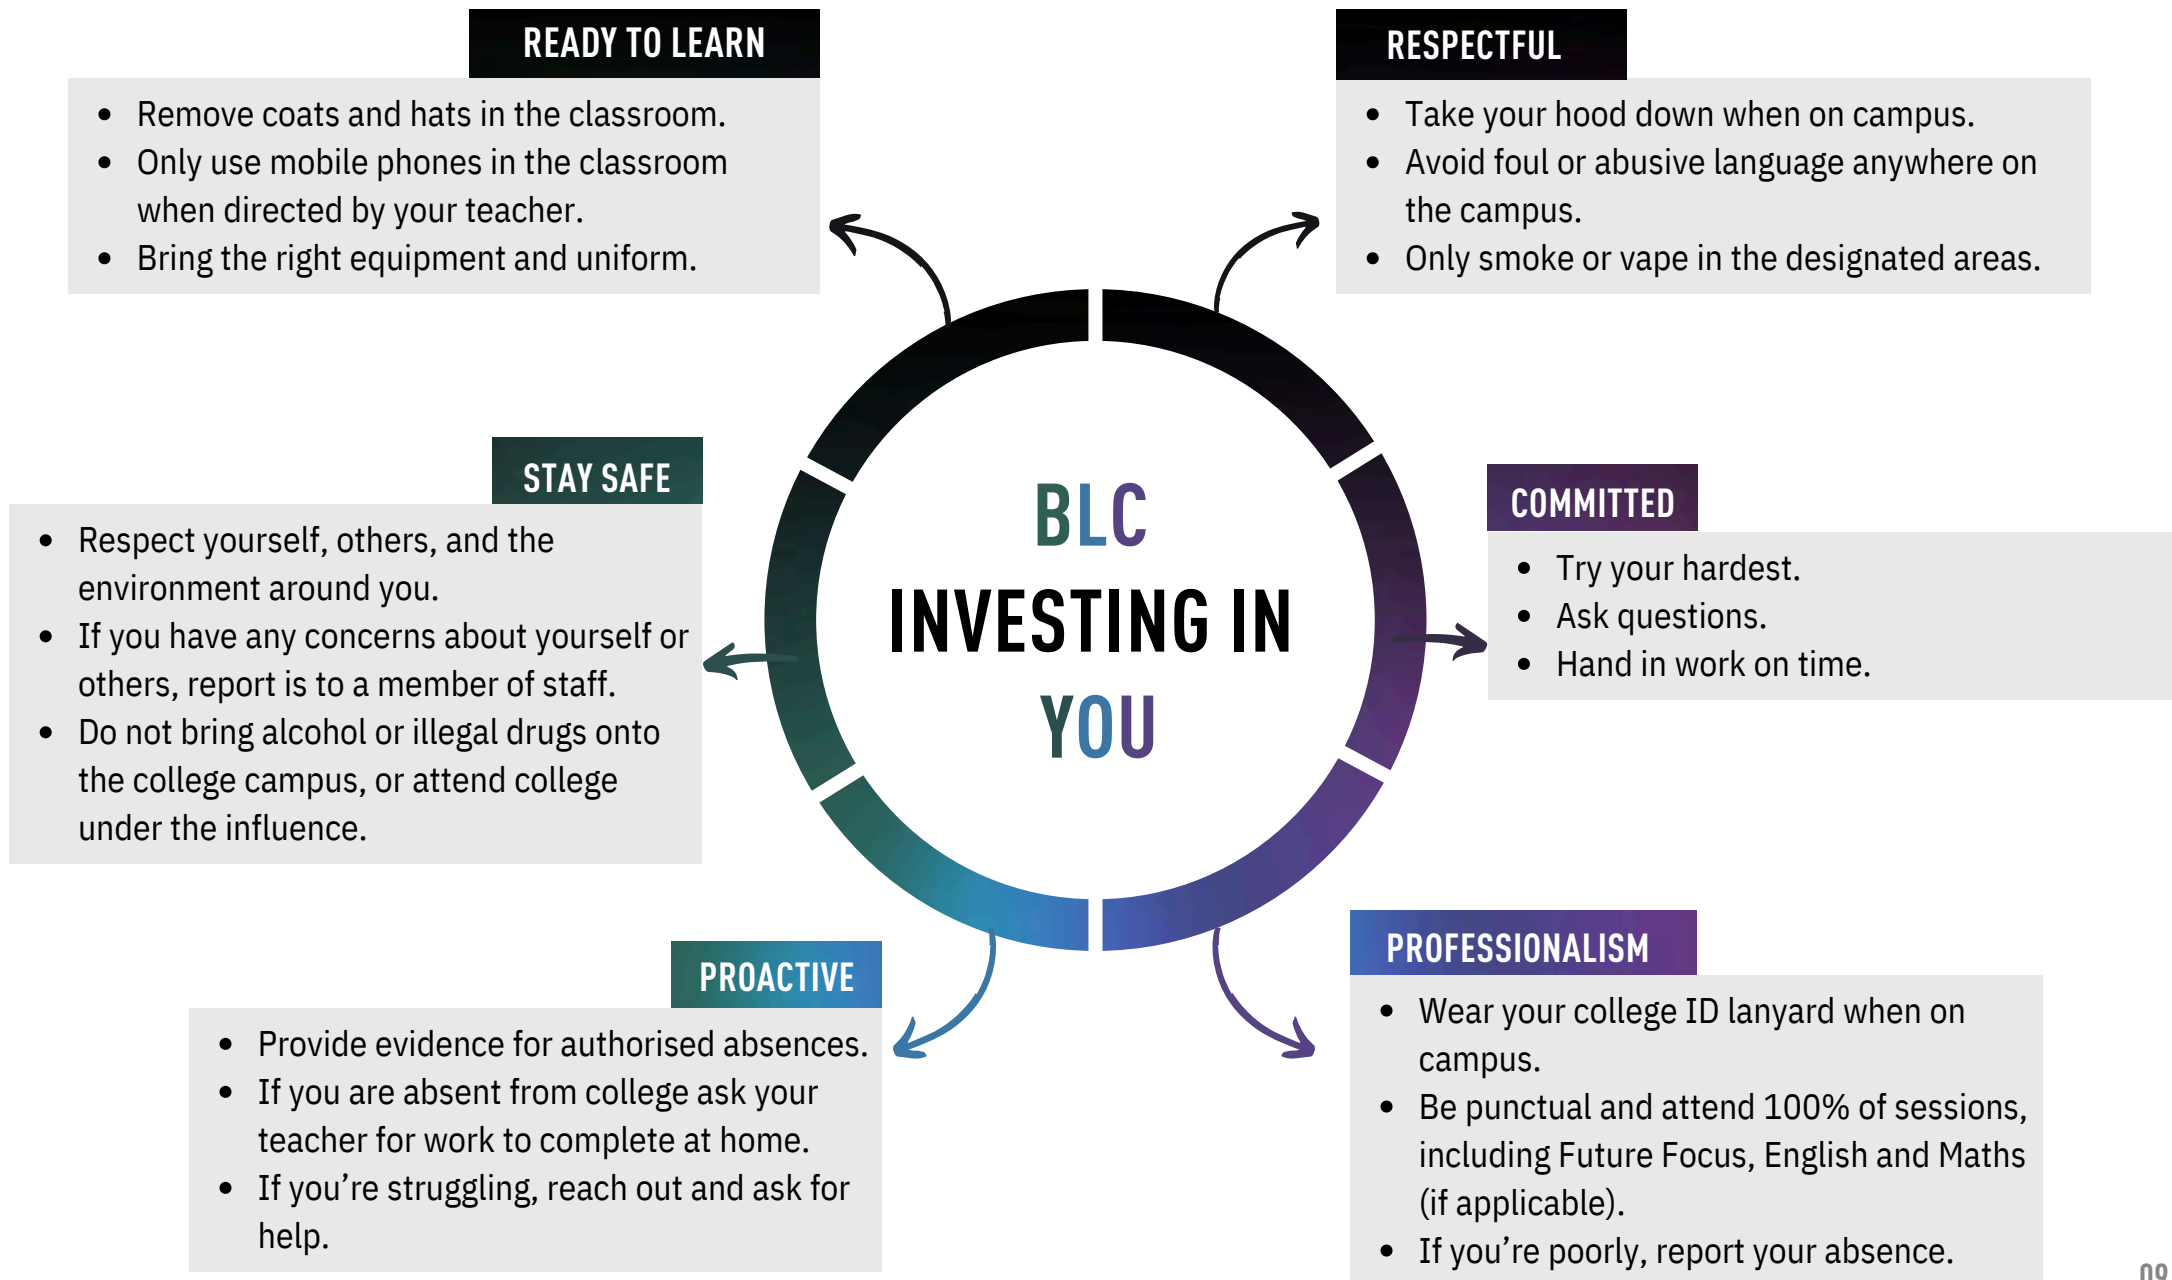 READY TO LEARN
• Remove coats and hats in the classroom.
• Only use mobile phones in the classroom
when directed by your teacher.
• Bring the right equipment and uniform.
RESPECTFUL
• Take your hood down when on campus.
• Avoid foul or abusive language anywhere on
the campus.
• Only smoke or vape in the designated areas.
STAY SAFE
• Respect yourself, others, and the
environment around you.
• If you have any concerns about yourself or
others, report is to a member of staff.
• Do not bring alcohol or illegal drugs onto
the college campus, or attend college
under the influence.
BLC
INVESTING IN
YOU
COMMITTED
• Try your hardest.
• Ask questions.
• Hand in work on time.
PROACTIVE
• Provide evidence for authorised absences.
• If you are absent from college ask your
teacher for work to complete at home.
• If you’re struggling, reach out and ask for
help.
PROFESSIONALISM
• Wear your college ID lanyard when on
campus.
• Be punctual and attend 100% of sessions,
including Future Focus, English and Maths
(if applicable).
• If you’re poorly, report your absence.